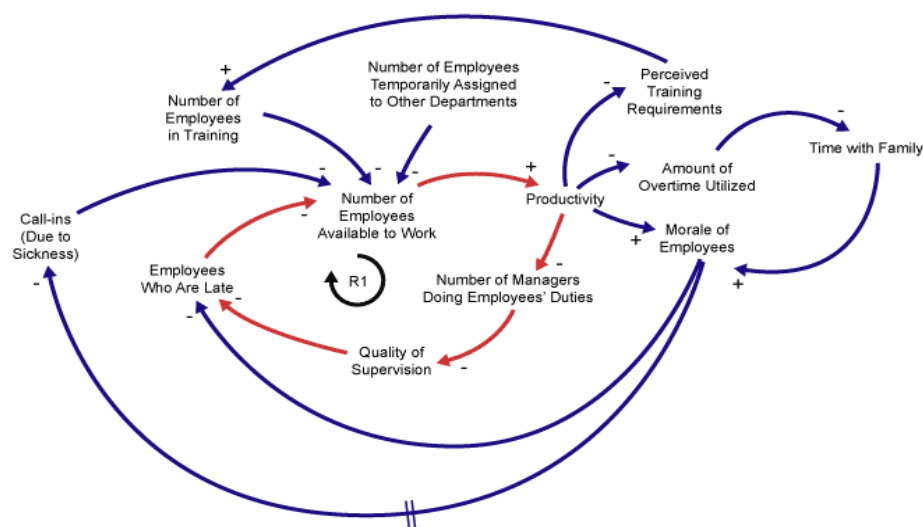 +
Number of
Employees
in Training
Number of Employees
Temporarily Assigned
to Other Departments
-
Perceived
Training
Requirements
-
Time with Family
-
Amount of
Overtime Utilized
+
Productivity
-
-
-
Number of
Employees
Available to Work
-
-
Call-ins
(Due to
Sickness)
-
+
Morale of
Employees
+
Employees
Who Are Late
-
-
R1
-
Number of Managers
Doing Employees' Duties
Quality of
Supervision
-